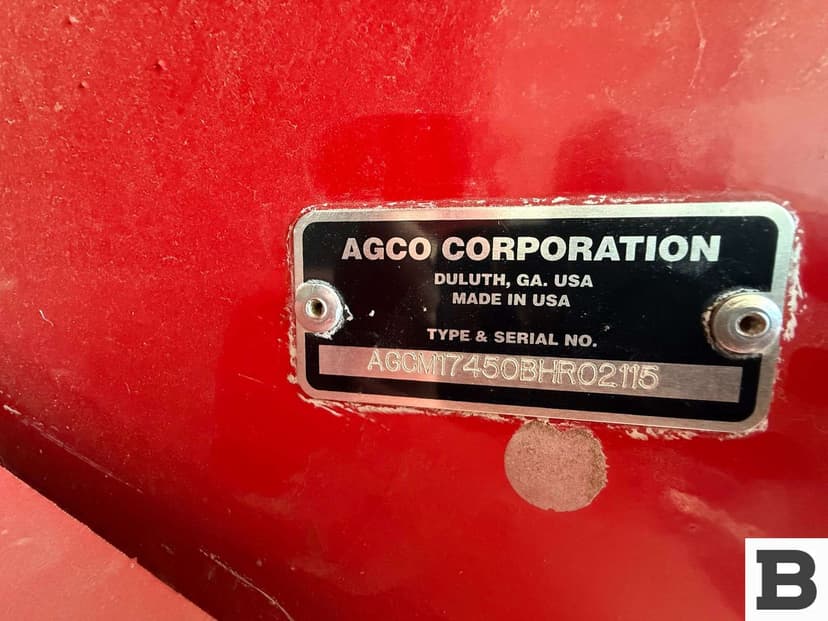 AGCO CORPORATION
DULUTH, GA. USA
MADE IN USA
TYPE & SERIAL NO.
AGCM17450BHR02115
B